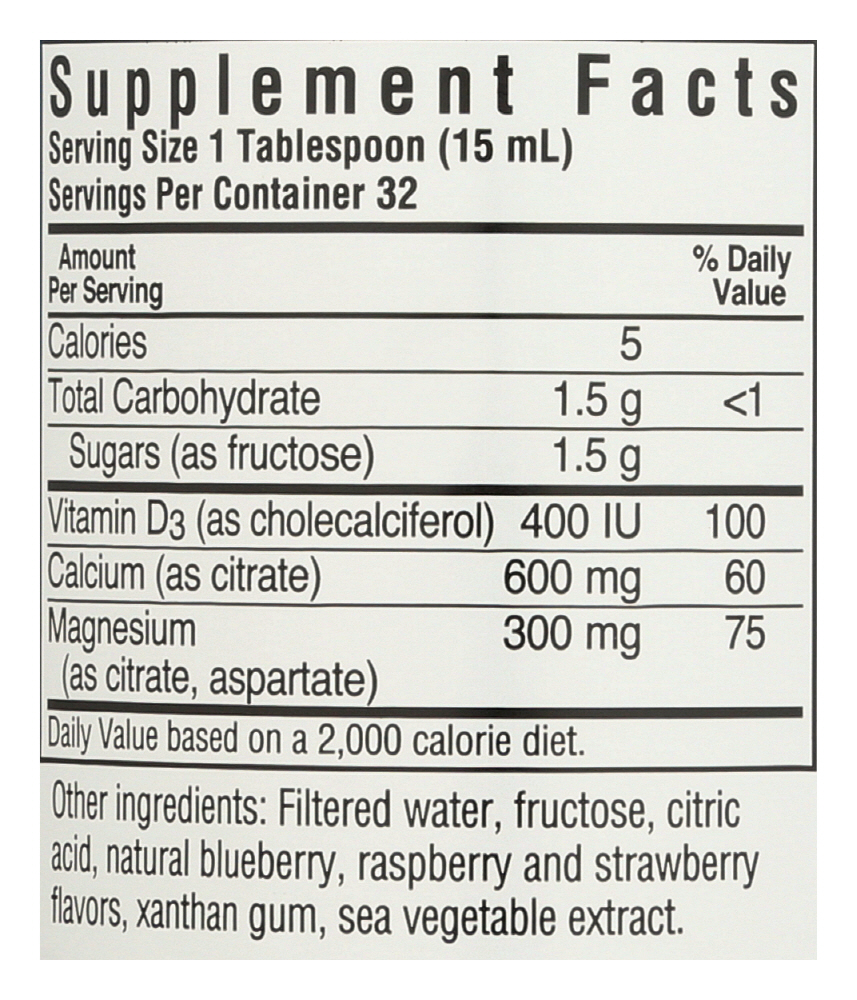 Supplement Facts
Serving Size 1 Tablespoon (15 mL)
Servings Per Container 32
Amount
Per Serving
% Daily
Value
Calories 5
Total Carbohydrate 1.5 g <1
Sugars (as fructose) 1.5 g
Vitamin D3 (as cholecalciferol) 400 IU 100
Calcium (as citrate) 600 mg 60
Magnesium 300 mg 75
(as citrate, aspartate)
Daily Value based on a 2,000 calorie diet.
Other ingredients: Filtered water, fructose, citric
acid, natural blueberry, raspberry and strawberry
flavors, xanthan gum, sea vegetable extract.